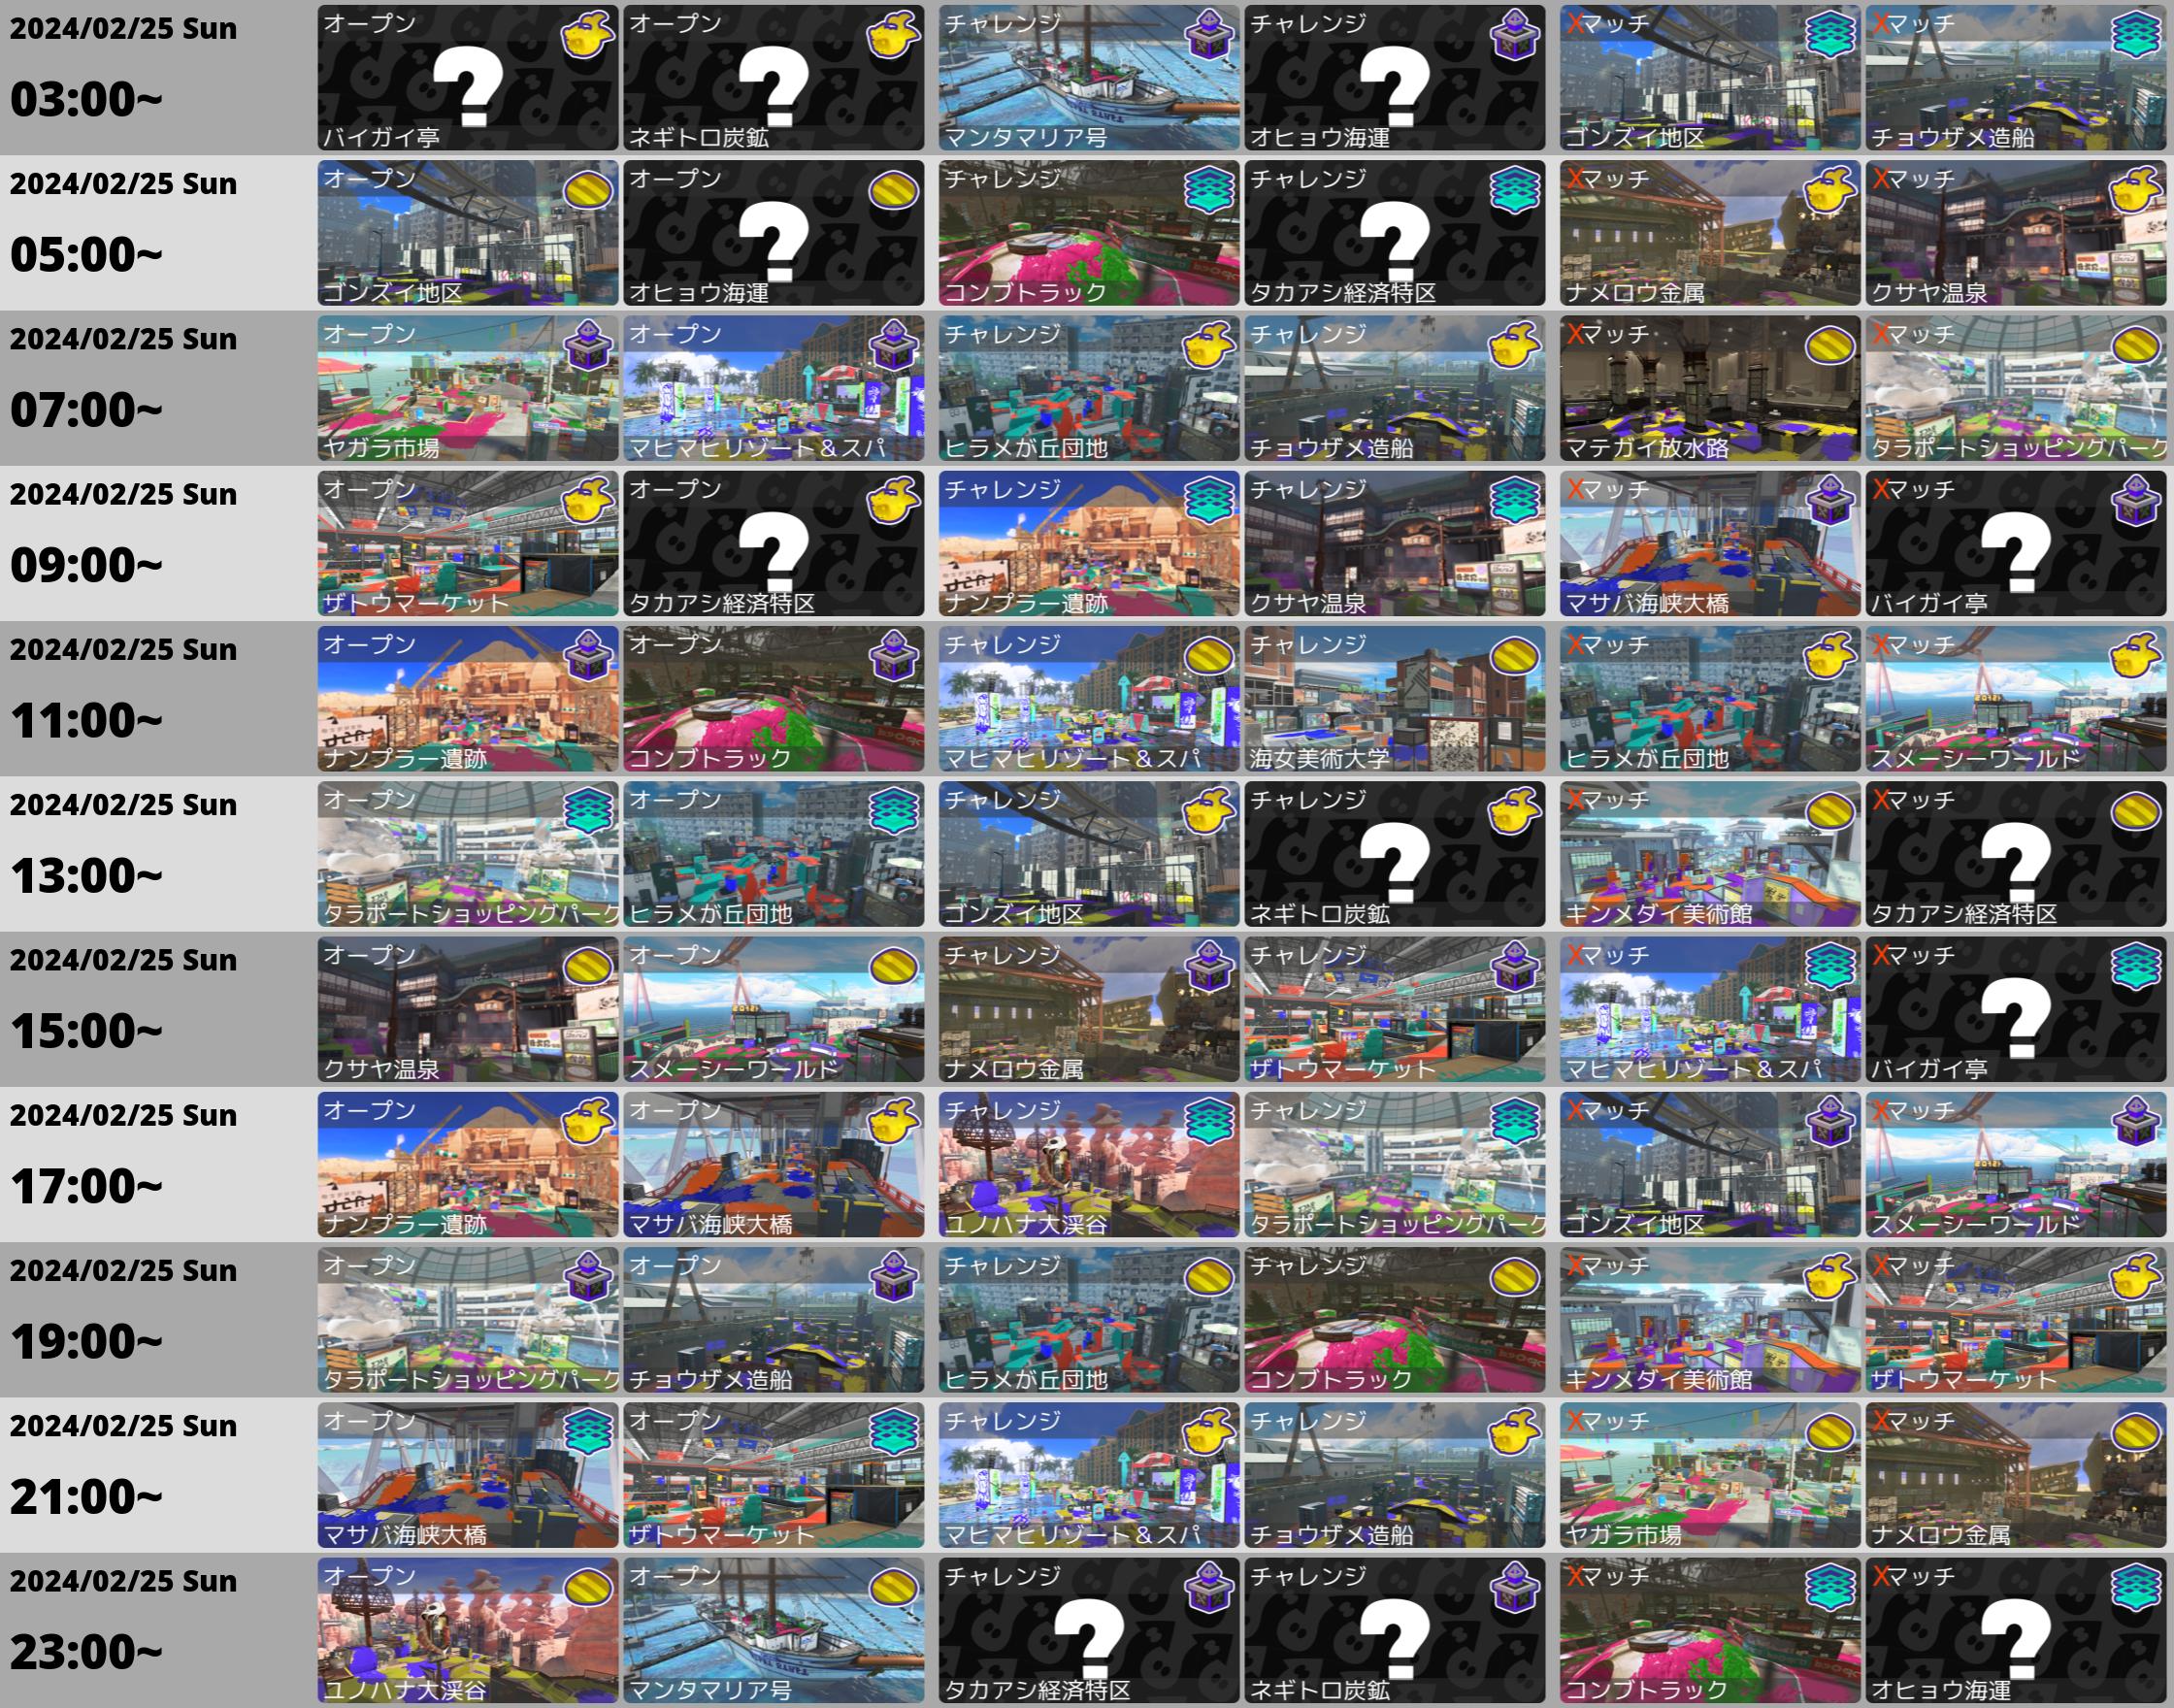 2024/02/25 Sun
03:00~
オープン オープン チャレンジ チャレンジ Xマッチ Xマッチ
バイガイ亭 ネギトロ炭鉱 マンタマリア号 オヒョウ海運 ゴンズイ地区 チョウザメ造船
2024/02/25 Sun
05:00~
オープン オープン チャレンジ チャレンジ Xマッチ Xマッチ
ゴンズイ地区 オヒョウ海運 コンブトラック タカアシ経済特区 ナメロウ金属 クサヤ温泉
2024/02/25 Sun
07:00~
オープン オープン チャレンジ チャレンジ Xマッチ Xマッチ
ヤガラ市場 マヒマヒリゾート＆スパ ヒラメが丘団地 チョウザメ造船 マテガイ放水路 タラポートショッピングパーク
2024/02/25 Sun
09:00~
オープン オープン チャレンジ チャレンジ Xマッチ Xマッチ
ザトウマーケット タカアシ経済特区 ナンプラー遺跡 クサヤ温泉 マサバ海峡大橋 バイガイ亭
2024/02/25 Sun
11:00~
オープン オープン チャレンジ チャレンジ Xマッチ Xマッチ
ナンプラー遺跡 コンブトラック マヒマヒリゾート＆スパ 海女美術大学 ヒラメが丘団地 スメーシーワールド
2024/02/25 Sun
13:00~
オープン オープン チャレンジ チャレンジ Xマッチ Xマッチ
タラポートショッピングパーク ヒラメが丘団地 ゴンズイ地区 ネギトロ炭鉱 キンメダイ美術館 タカアシ経済特区
2024/02/25 Sun
15:00~
オープン オープン チャレンジ チャレンジ Xマッチ Xマッチ
クサヤ温泉 スメーシーワールド ナメロウ金属 ザトウマーケット マヒマヒリゾート＆スパ バイガイ亭
2024/02/25 Sun
17:00~
オープン オープン チャレンジ チャレンジ Xマッチ Xマッチ
ナンプラー遺跡 マサバ海峡大橋 ユノハナ大渓谷 タラポートショッピングパーク ゴンズイ地区 スメーシーワールド
2024/02/25 Sun
19:00~
オープン オープン チャレンジ チャレンジ Xマッチ Xマッチ
タラポートショッピングパーク チョウザメ造船 ヒラメが丘団地 コンブトラック キンメダイ美術館 ザトウマーケット
2024/02/25 Sun
21:00~
オープン オープン チャレンジ チャレンジ Xマッチ Xマッチ
マサバ海峡大橋 ザトウマーケット マヒマヒリゾート＆スパ チョウザメ造船 ヤガラ市場 ナメロウ金属
2024/02/25 Sun
23:00~
オープン オープン チャレンジ チャレンジ Xマッチ Xマッチ
ユノハナ大渓谷 マンタマリア号 タカアシ経済特区 ネギトロ炭鉱 コンブトラック オヒョウ海運